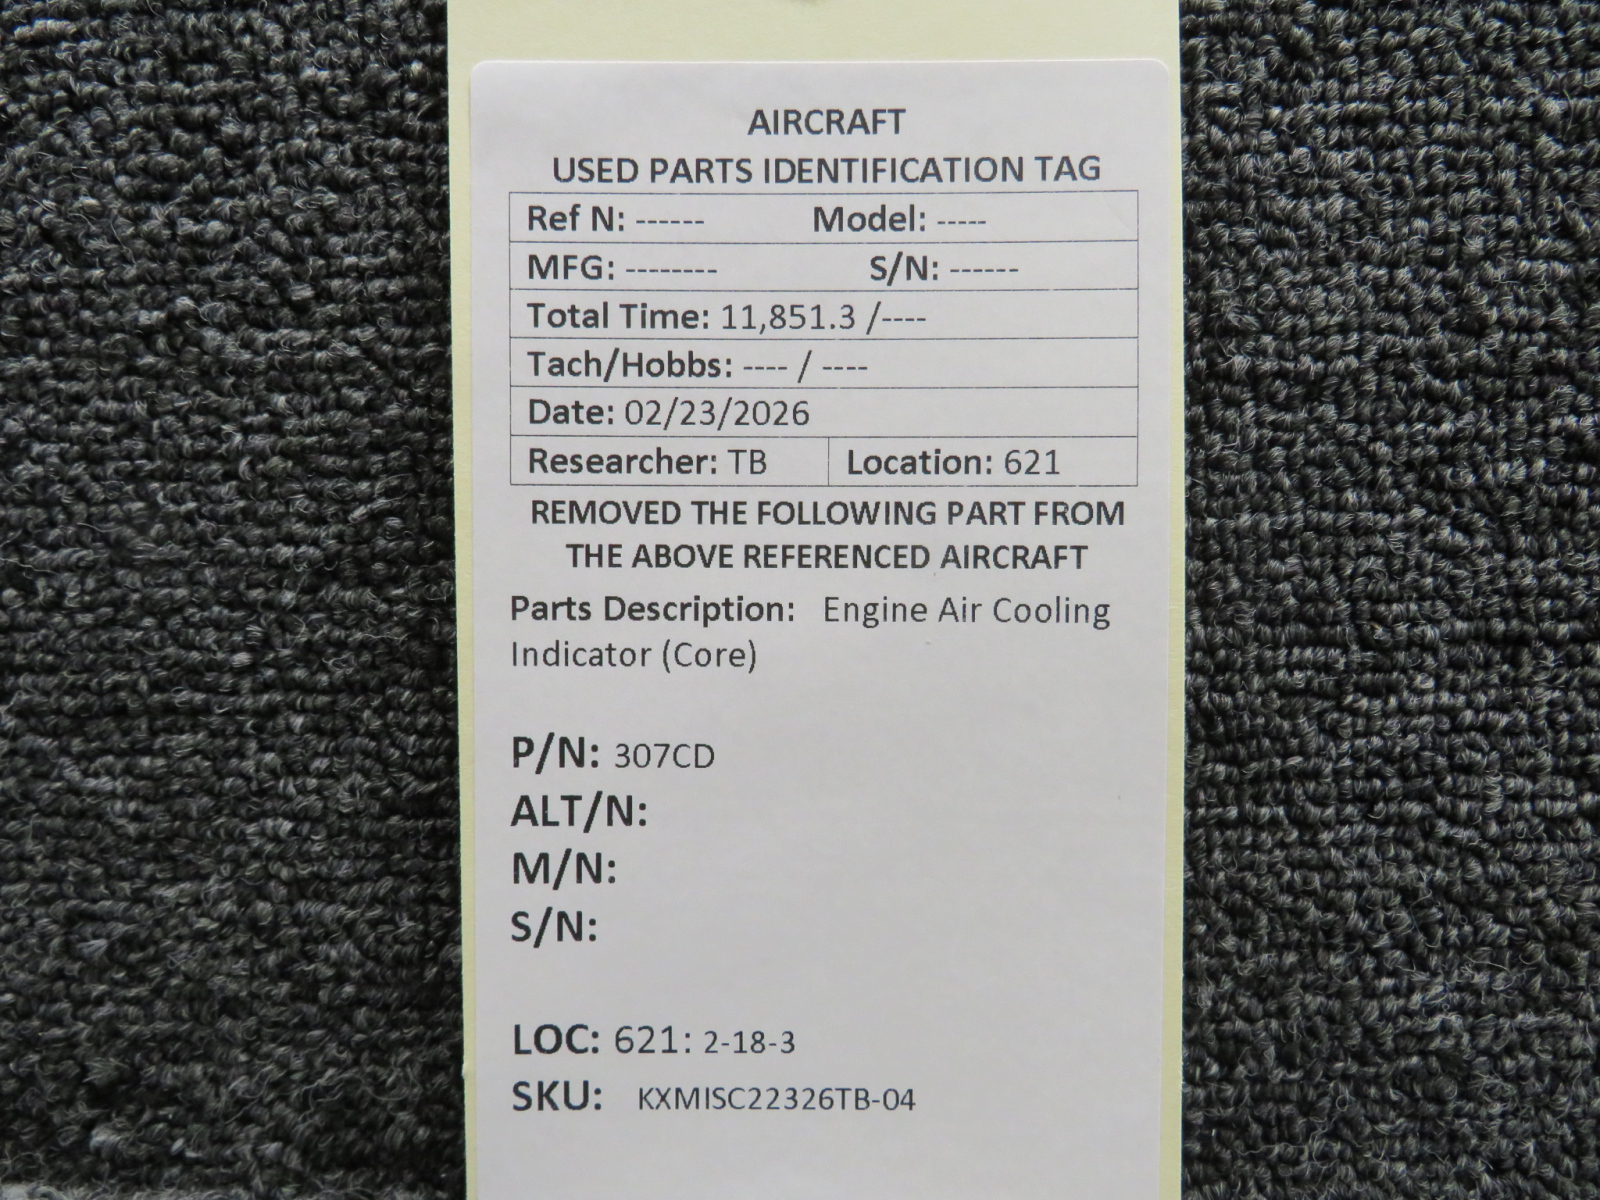 AIRCRAFT
USED PARTS IDENTIFICATION TAG
Ref N: ------ Model: -----
MFG: -------- S/N: ------
Total Time: 11,851.3 /----
Tach/Hobbs: ---- / ----
Date: 02/23/2026
Researcher: TB Location: 621
REMOVED THE FOLLOWING PART FROM
THE ABOVE REFERENCED AIRCRAFT
Parts Description: Engine Air Cooling
Indicator (Core)
P/N: 307CD
ALT/N:
M/N:
S/N:
LOC: 621: 2-18-3
SKU: KXMISC22326TB-04